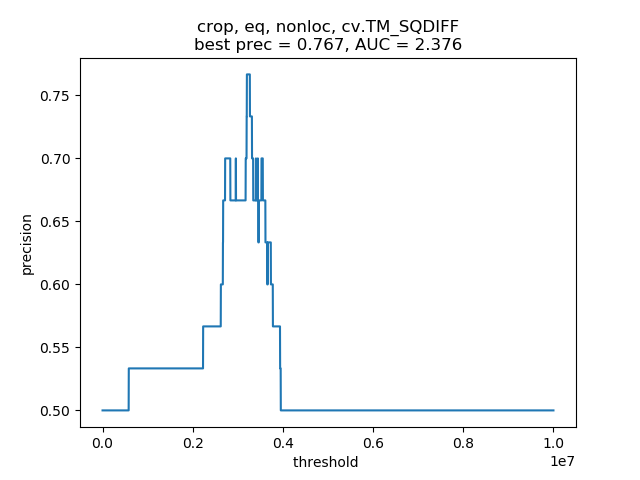 crop, eq, nonloc, cv.TM_SQDIFF
best prec = 0.767, AUC = 2.376
precision
0.75
0.70
0.65
0.60
0.55
0.50
0.0 0.2 0.4 0.6 0.8 1.0
1e7
threshold